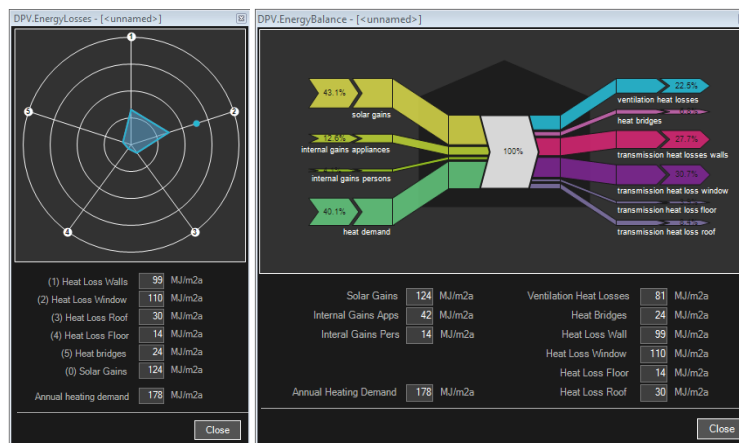 DPV.EnergyLosses - [<unnamed>]
1
2
3
4
5
(1) Heat Loss Walls 99 MJ/m2a
(2) Heat Loss Window 110 MJ/m2a
(3) Heat Loss Roof 30 MJ/m2a
(4) Heat Loss Floor 14 MJ/m2a
(5) Heat bridges 24 MJ/m2a
(0) Solar Gains 124 MJ/m2a
Annual heating demand 178 MJ/m2a
Close
DPV.EnergyBalance - [<unnamed>]
43.1%
solar gains
12.6%
internal gains appliances
internal gains persons
40.1%
heat demand
100%
22.5%
ventilation heat losses
heat bridges
27.7%
transmission heat losses walls
30.7%
transmission heat loss window
transmission heat loss floor
transmission heat loss roof
Solar Gains 124 MJ/m2a
Internal Gains Apps 42 MJ/m2a
Interal Gains Pers 14 MJ/m2a
Annual Heating Demand 178 MJ/m2a
Ventilation Heat Losses 81 MJ/m2a
Heat Bridges 24 MJ/m2a
Heat Loss Wall 99 MJ/m2a
Heat Loss Window 110 MJ/m2a
Heat Loss Floor 14 MJ/m2a
Heat Loss Roof 30 MJ/m2a
Close